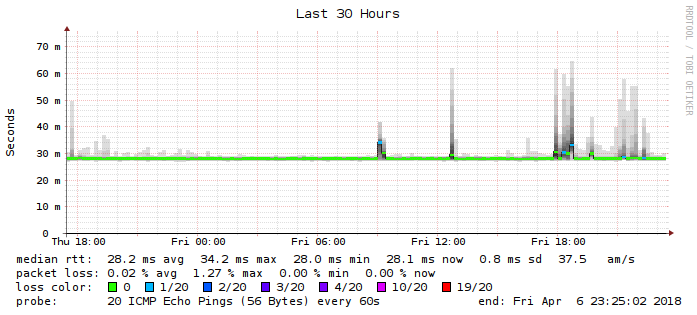 Last 30 Hours
RRDTOOL / TOBI OETIKER
Seconds
70 m
60 m
50 m
40 m
30 m
20 m
10 m
0
Thu 18:00 Fri 00:00 Fri 06:00 Fri 12:00 Fri 18:00
median rtt: 28.2 ms avg 34.2 ms max 28.0 ms min 28.1 ms now 0.8 ms sd 37.5 am/s
packet loss: 0.02 % avg 1.27 % max 0.00 % min 0.00 % now
loss color: 0 1/20 2/20 3/20 4/20 10/20 19/20
probe: 20 ICMP Echo Pings (56 Bytes) every 60s end: Fri Apr 6 23:25:02 2018